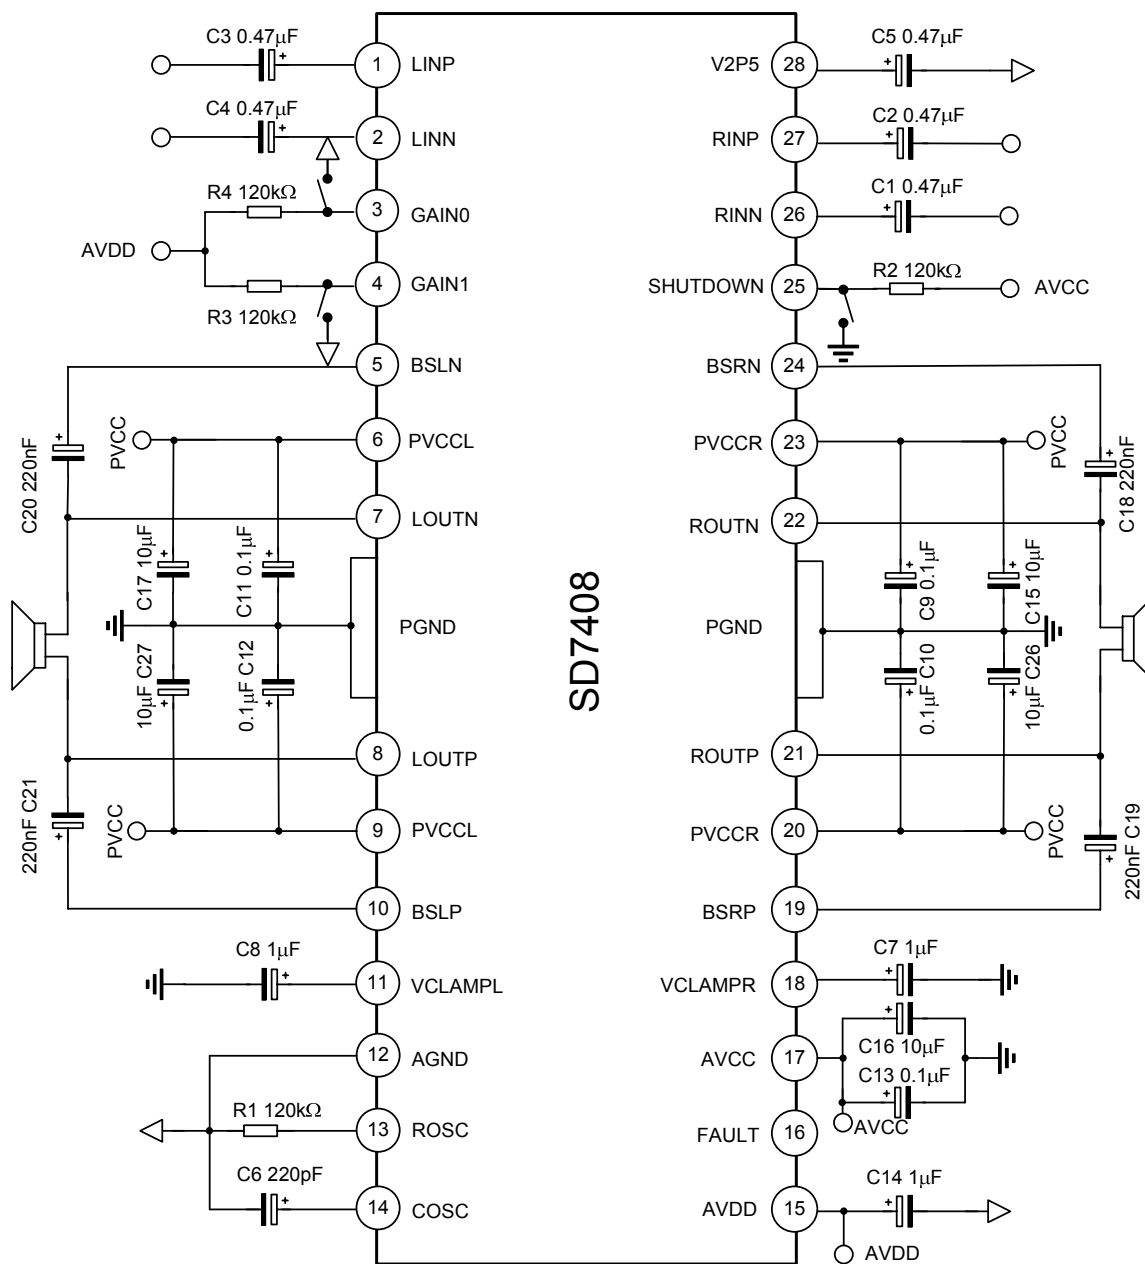 C3 0.47µF
1
LINP
C4 0.47µF
2
LINN
R4 120kΩ
3
GAIN0
AVDD
4
GAIN1
R3 120kΩ
5
BSLN
C20 220nF
PVCC
6
PVCCL
7
LOUTN
C17 10µF
C11 0.1µF
PGND
10µF C27
0.1µF C12
8
LOUTP
220nF C21
PVCC
9
PVCCL
10
BSLP
C8 1µF
11
VCLAMPL
12
AGND
R1 120kΩ
13
ROSC
C6 220pF
14
COSC
SD7408
V2P5
28
C5 0.47µF
RINP
27
C2 0.47µF
RINN
26
C1 0.47µF
SHUTDOWN
25
R2 120kΩ
AVCC
BSRN
24
PVCCR
23
PVCC
C18 220nF
ROUTN
22
C9 0.1µF
C15 10µF
PGND
0.1µF C10
10µF C26
ROUTP
21
PVCCR
20
PVCC
220nF C19
BSRP
19
C7 1µF
VCLAMPR
18
AVCC
17
C16 10µF
C13 0.1µF
AVCC
FAULT
16
C14 1µF
AVDD
15
AVDD